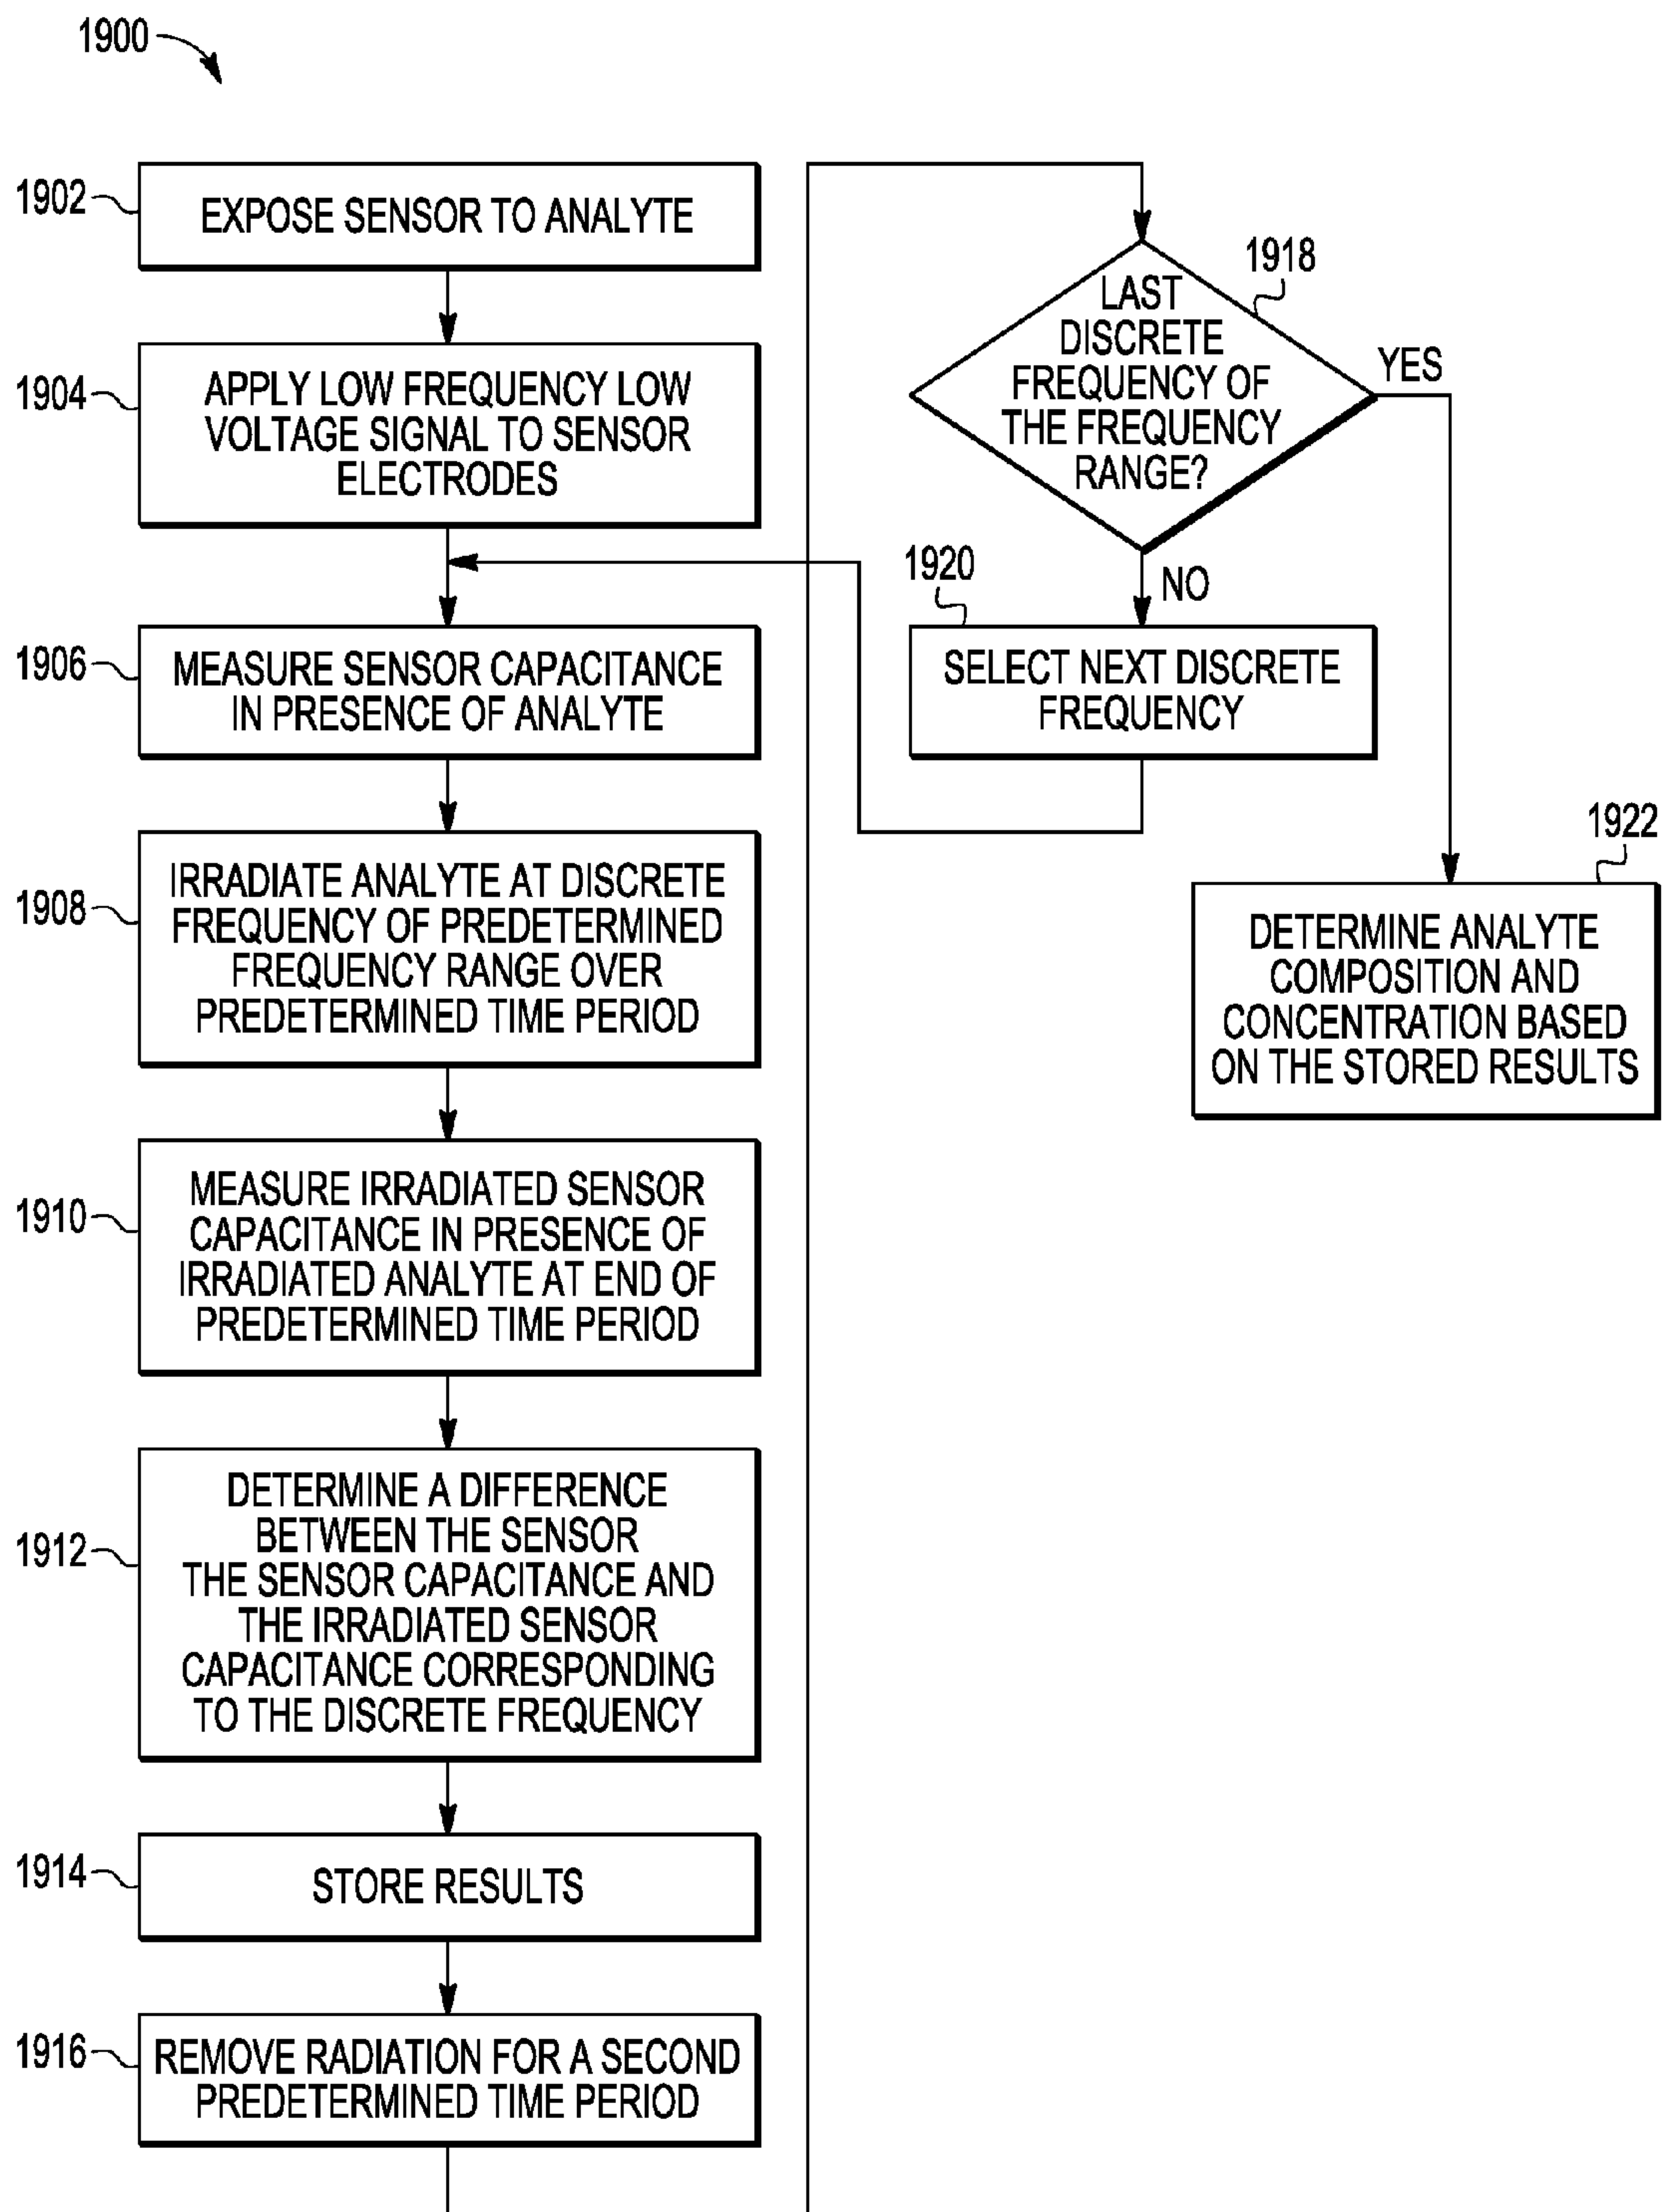 1900
1902
EXPOSE SENSOR TO ANALYTE
1904
APPLY LOW FREQUENCY LOW
VOLTAGE SIGNAL TO SENSOR
ELECTRODES
1906
MEASURE SENSOR CAPACITANCE
IN PRESENCE OF ANALYTE
1908
IRRADIATE ANALYTE AT DISCRETE
FREQUENCY OF PREDETERMINED
FREQUENCY RANGE OVER
PREDETERMINED TIME PERIOD
1910
MEASURE IRRADIATED SENSOR
CAPACITANCE IN PRESENCE OF
IRRADIATED ANALYTE AT END OF
PREDETERMINED TIME PERIOD
1912
DETERMINE A DIFFERENCE
BETWEEN THE SENSOR
THE SENSOR CAPACITANCE AND
THE IRRADIATED SENSOR
CAPACITANCE CORRESPONDING
TO THE DISCRETE FREQUENCY
1914
STORE RESULTS
1916
REMOVE RADIATION FOR A SECOND
PREDETERMINED TIME PERIOD
1918
LAST
DISCRETE
FREQUENCY OF
THE FREQUENCY
RANGE?
YES
NO
1920
SELECT NEXT DISCRETE
FREQUENCY
1922
DETERMINE ANALYTE
COMPOSITION AND
CONCENTRATION BASED
ON THE STORED RESULTS